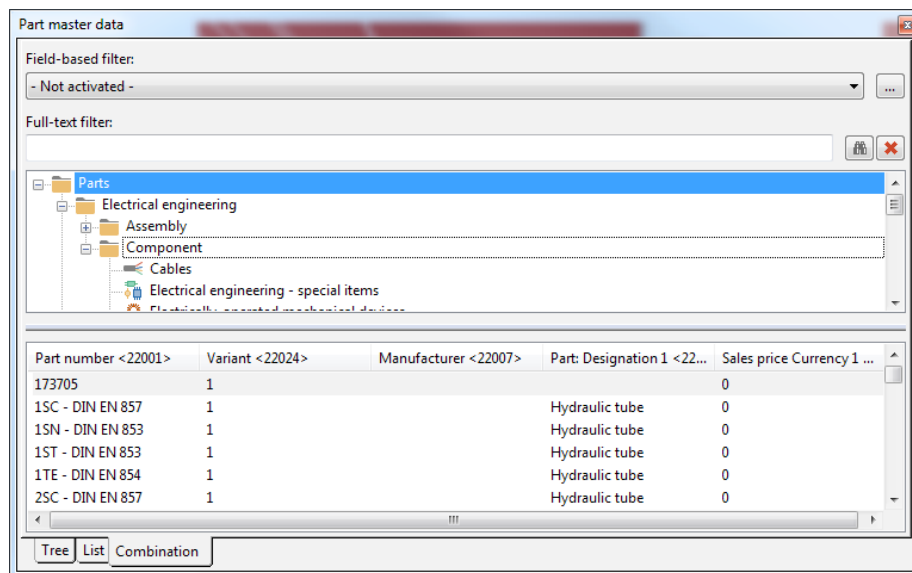 Part master data
Field-based filter:
- Not activated -
...
Full-text filter:
Parts
Electrical engineering
Assembly
Component
Cables
Electrical engineering - special items
Electrically-operated mechanical devices
Part number <22001> Variant <22024> Manufacturer <22007> Part: Designation 1 <22... Sales price Currency 1 ...
173705 1 0
1SC - DIN EN 857 1 Hydraulic tube 0
1SN - DIN EN 853 1 Hydraulic tube 0
1ST - DIN EN 853 1 Hydraulic tube 0
1TE - DIN EN 854 1 Hydraulic tube 0
2SC - DIN EN 857 1 Hydraulic tube 0
Tree List Combination